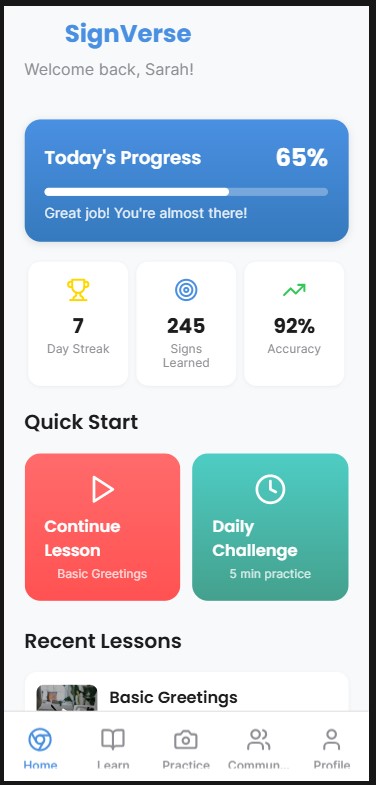 SignVerse
Welcome back, Sarah!
Today's Progress 65%
Great job! You're almost there!
7
Day Streak
245
Signs
Learned
92%
Accuracy
Quick Start
Continue
Lesson
Basic Greetings
Daily
Challenge
5 min practice
Recent Lessons
Basic Greetings
Home
Learn
Practice
Commun...
Profile